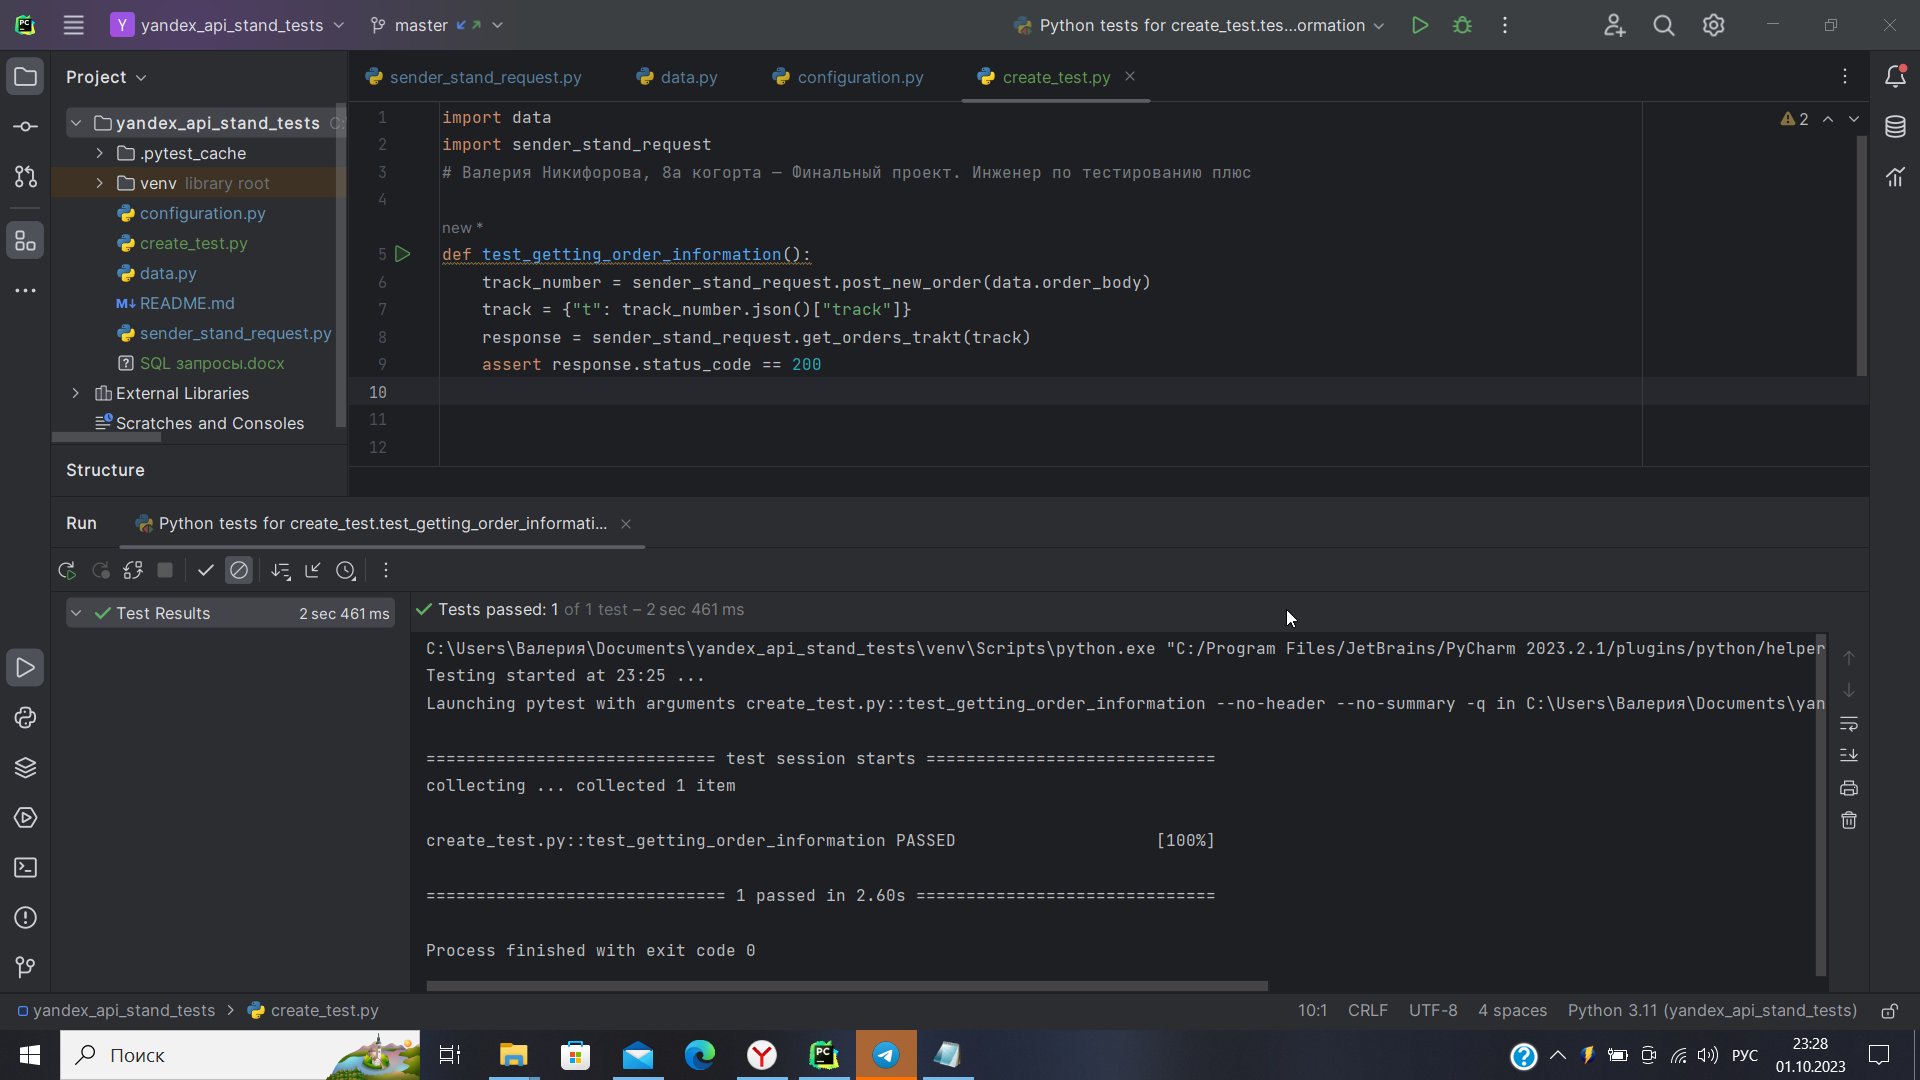 Y yandex_api_stand_tests
master
Python tests for create_test.tes...ormation
Project
sender_stand_request.py
data.py
configuration.py
create_test.py
yandex_api_stand_tests C:
.pytest_cache
venv library root
configuration.py
create_test.py
data.py
README.md
sender_stand_request.py
SQL запросы.docx
External Libraries
Scratches and Consoles
Structure
2
1 import data
2 import sender_stand_request
3 # Валерия Никифорова, 8а когорта — Финальный проект. Инженер по тестированию плюс
4
new *
5 def test_getting_order_information():
6 track_number = sender_stand_request.post_new_order(data.order_body)
7 track = {"t": track_number.json()["track"]}
8 response = sender_stand_request.get_orders_trakt(track)
9 assert response.status_code == 200
10
11
12
Run
Python tests for create_test.test_getting_order_informati...
Test Results 2 sec 461 ms
Tests passed: 1 of 1 test – 2 sec 461 ms
C:\Users\Валерия\Documents\yandex_api_stand_tests\venv\Scripts\python.exe "C:/Program Files/JetBrains/PyCharm 2023.2.1/plugins/python/helper
Testing started at 23:25 ...
Launching pytest with arguments create_test.py::test_getting_order_information --no-header --no-summary -q in C:\Users\Валерия\Documents\yan
============================= test session starts =============================
collecting ... collected 1 item
create_test.py::test_getting_order_information PASSED [100%]
============================== 1 passed in 2.60s ==============================
Process finished with exit code 0
yandex_api_stand_tests > create_test.py
10:1 CRLF UTF-8 4 spaces Python 3.11 (yandex_api_stand_tests)
Поиск
РУС
23:28
01.10.2023